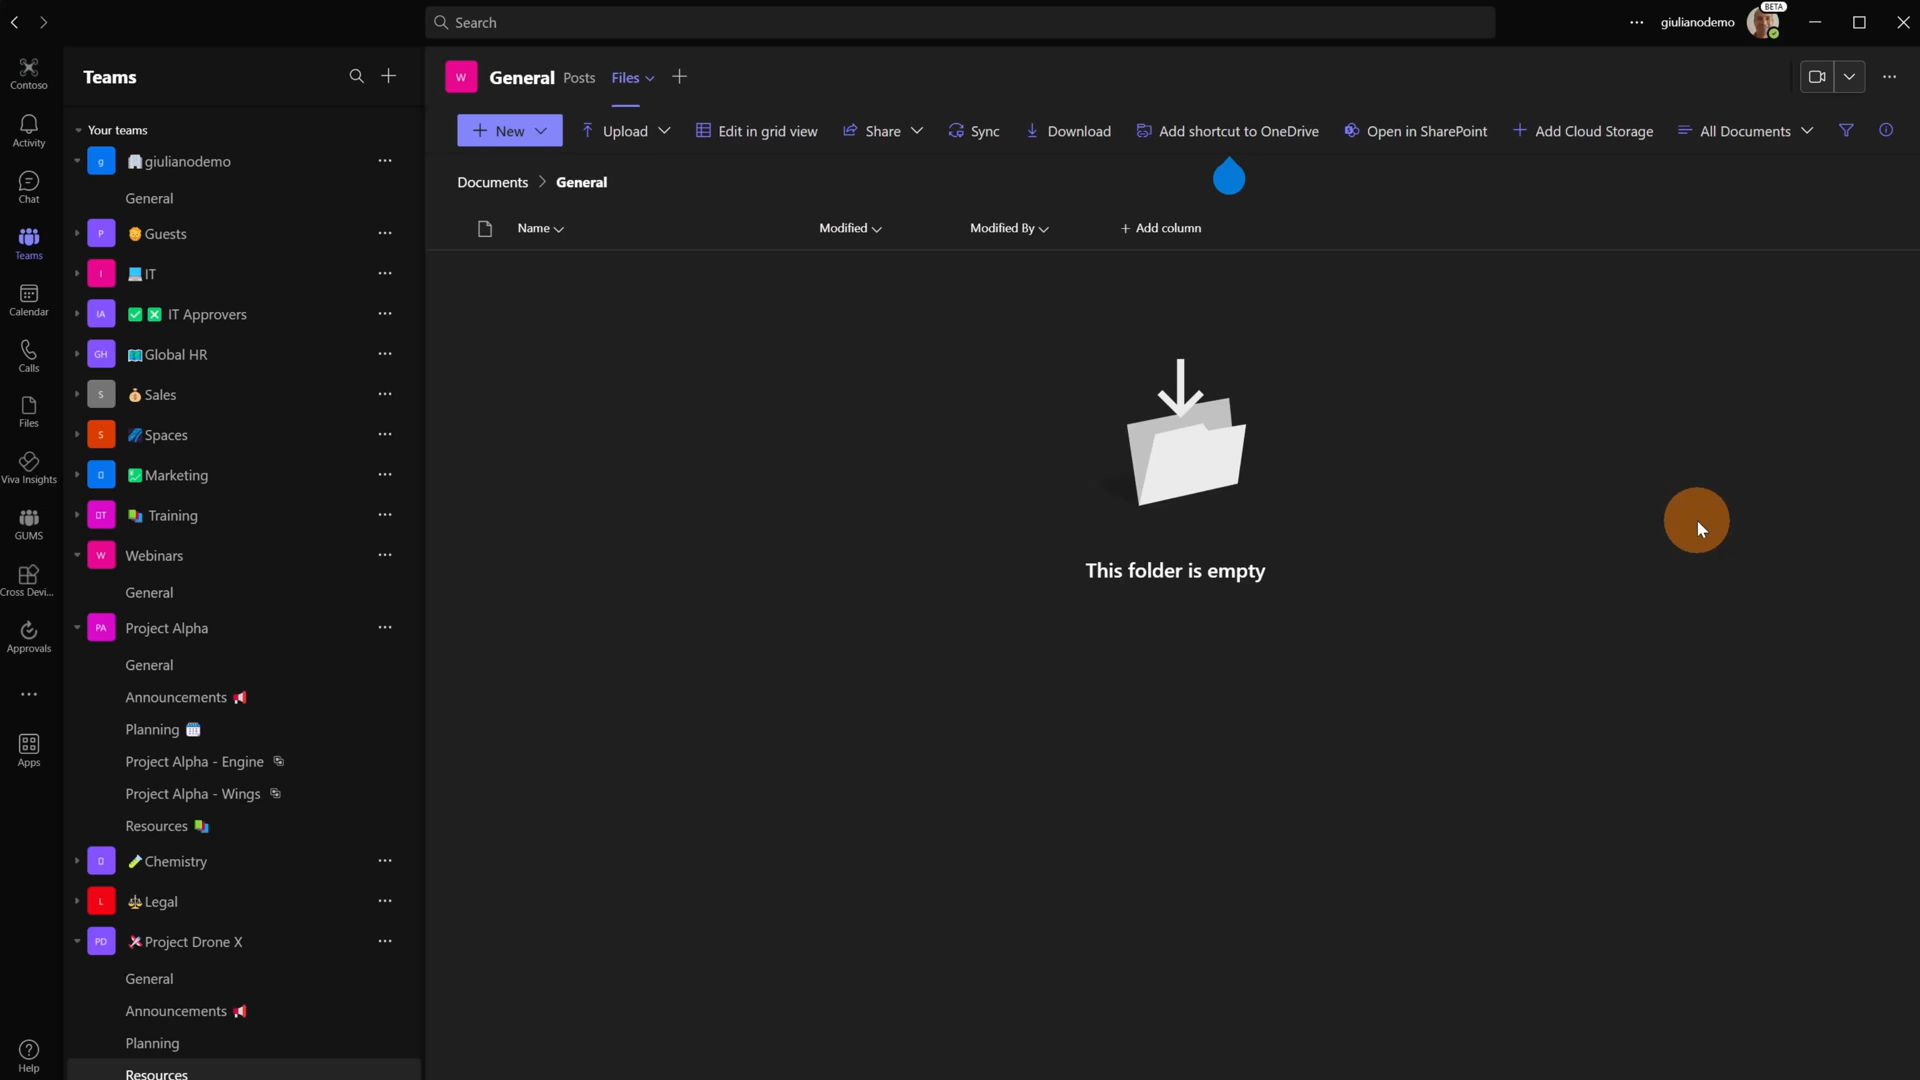 Search
giulianodemo
BETA
Contoso
Activity
Chat
Teams
Calendar
Calls
Files
Viva Insights
GUMS
Cross Devi...
Approvals
Apps
Help
Teams
Your teams
g giulianodemo
General
P Guests
I IT
IA IT Approvers
GH Global HR
S Sales
S Spaces
Marketing
T Training
W Webinars
General
PA Project Alpha
General
Announcements
Planning
Project Alpha - Engine
Project Alpha - Wings
Resources
Chemistry
L Legal
PD Project Drone X
General
Announcements
Planning
Resources
W General Posts Files
New Upload Edit in grid view Share Sync Download Add shortcut to OneDrive Open in SharePoint Add Cloud Storage All Documents
Documents > General
Name Modified Modified By + Add column
This folder is empty